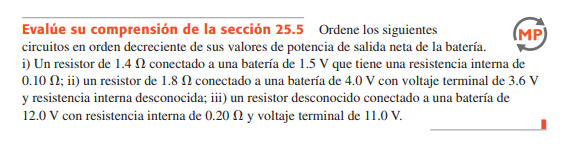 Evalúe su comprensión de la sección 25.5 Ordene los siguientes
circuitos en orden decreciente de sus valores de potencia de salida neta de la batería.
i) Un resistor de 1.4 Ω conectado a una batería de 1.5 V que tiene una resistencia interna de
0.10 Ω; ii) un resistor de 1.8 Ω conectado a una batería de 4.0 V con voltaje terminal de 3.6 V
y resistencia interna desconocida; iii) un resistor desconocido conectado a una batería de
12.0 V con resistencia interna de 0.20 Ω y voltaje terminal de 11.0 V.
MP